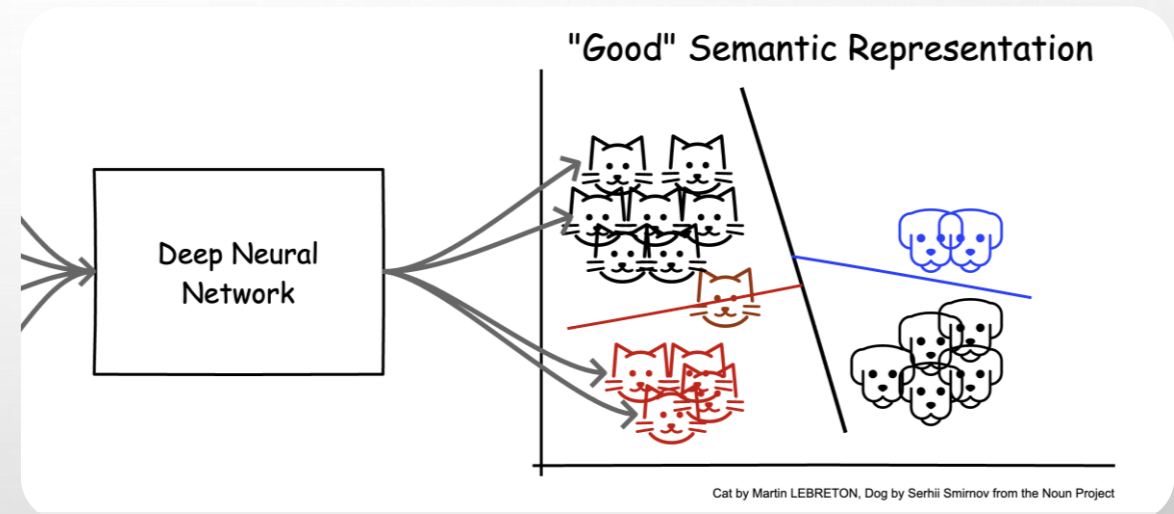 "Good" Semantic Representation
Deep Neural
Network
Cat by Martin LEBRETON, Dog by Serhii Smirnov from the Noun Project